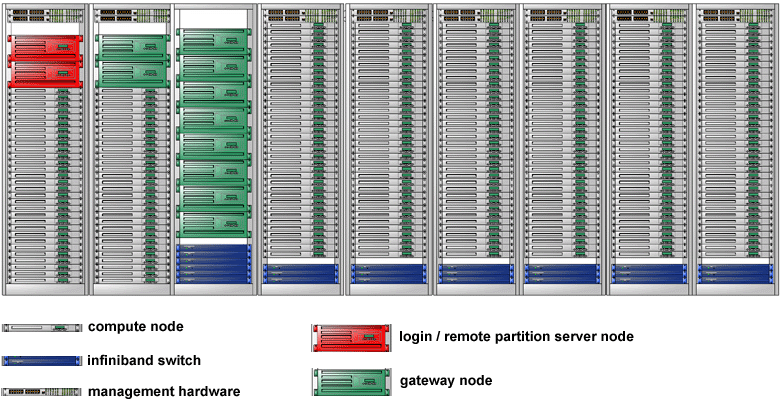 compute node
login / remote partition server node
infiniband switch
gateway node
management hardware